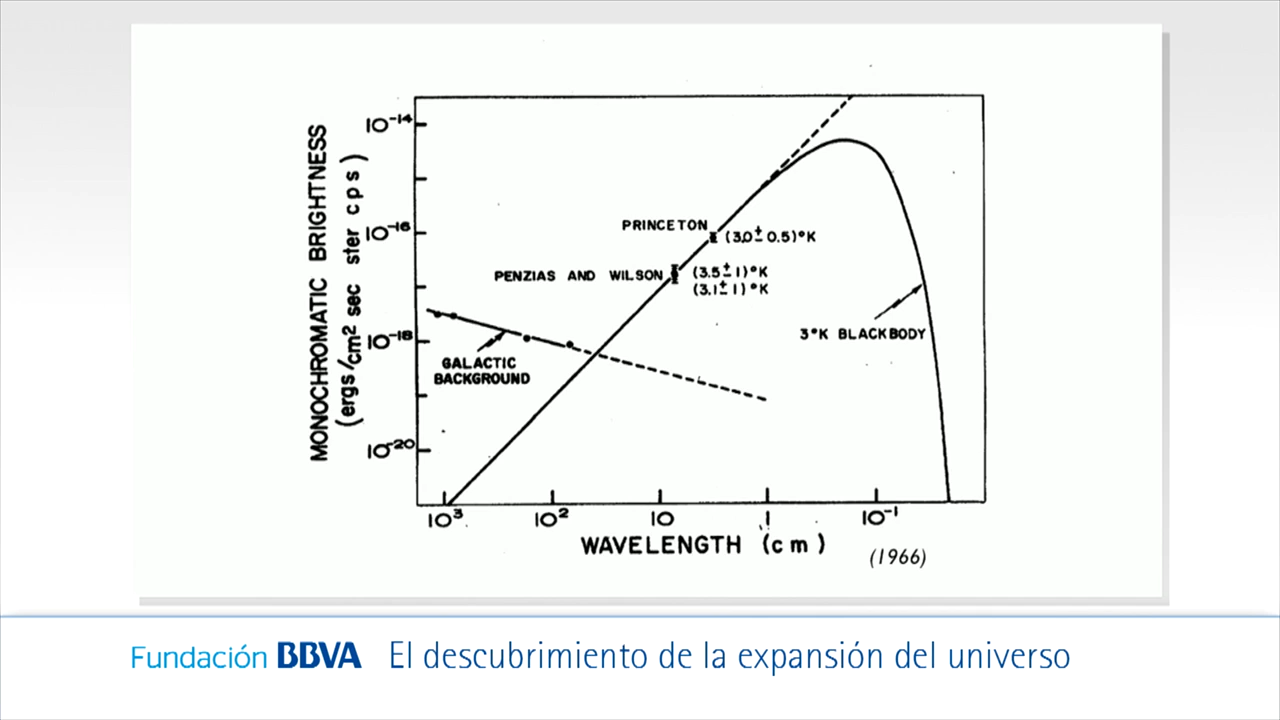 MONOCHROMATIC BRIGHTNESS
(ergs/cm² sec ster cps)
10⁻¹⁴
10⁻¹⁶
10⁻¹⁸
10⁻²⁰
PRINCETON
(3.0±0.5)°K
PENZIAS AND WILSON
(3.5±1)°K
(3.1±1)°K
3°K BLACKBODY
GALACTIC
BACKGROUND
10³
10²
10
1
10⁻¹
WAVELENGTH (cm)
(1966)
Fundación BBVA
El descubrimiento de la expansión del universo